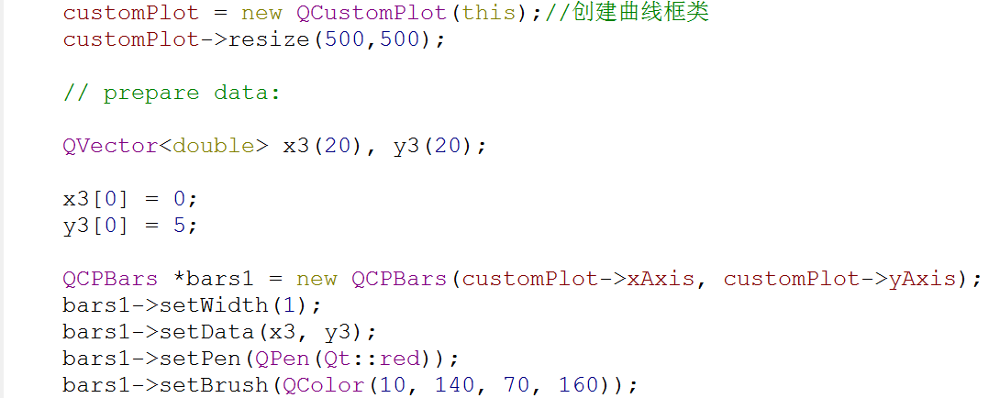 customPlot = new QCustomPlot(this);//创建曲线框类
customPlot->resize(500,500);
// prepare data:
QVector<double> x3(20), y3(20);
x3[0] = 0;
y3[0] = 5;
QCPBars *bars1 = new QCPBars(customPlot->xAxis, customPlot->yAxis);
bars1->setWidth(1);
bars1->setData(x3, y3);
bars1->setPen(QPen(Qt::red));
bars1->setBrush(QColor(10, 140, 70, 160));